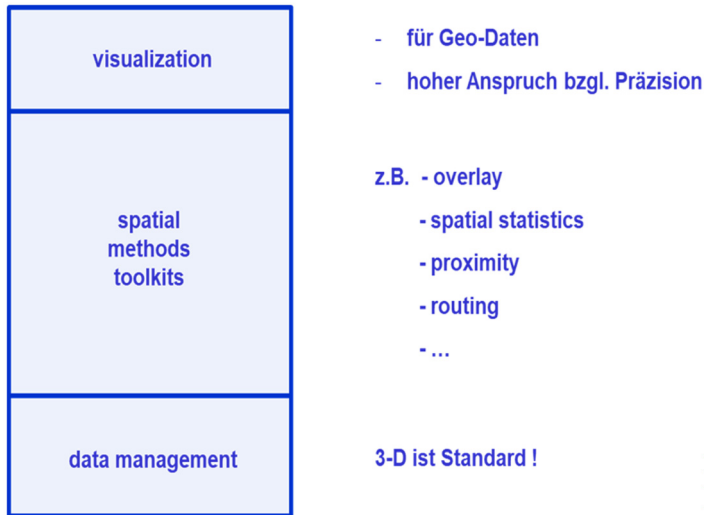 visualization
- für Geo-Daten
- hoher Anspruch bzgl. Präzision
spatial
methods
toolkits
z.B. - overlay
- spatial statistics
- proximity
- routing
- ...
data management
3-D ist Standard !